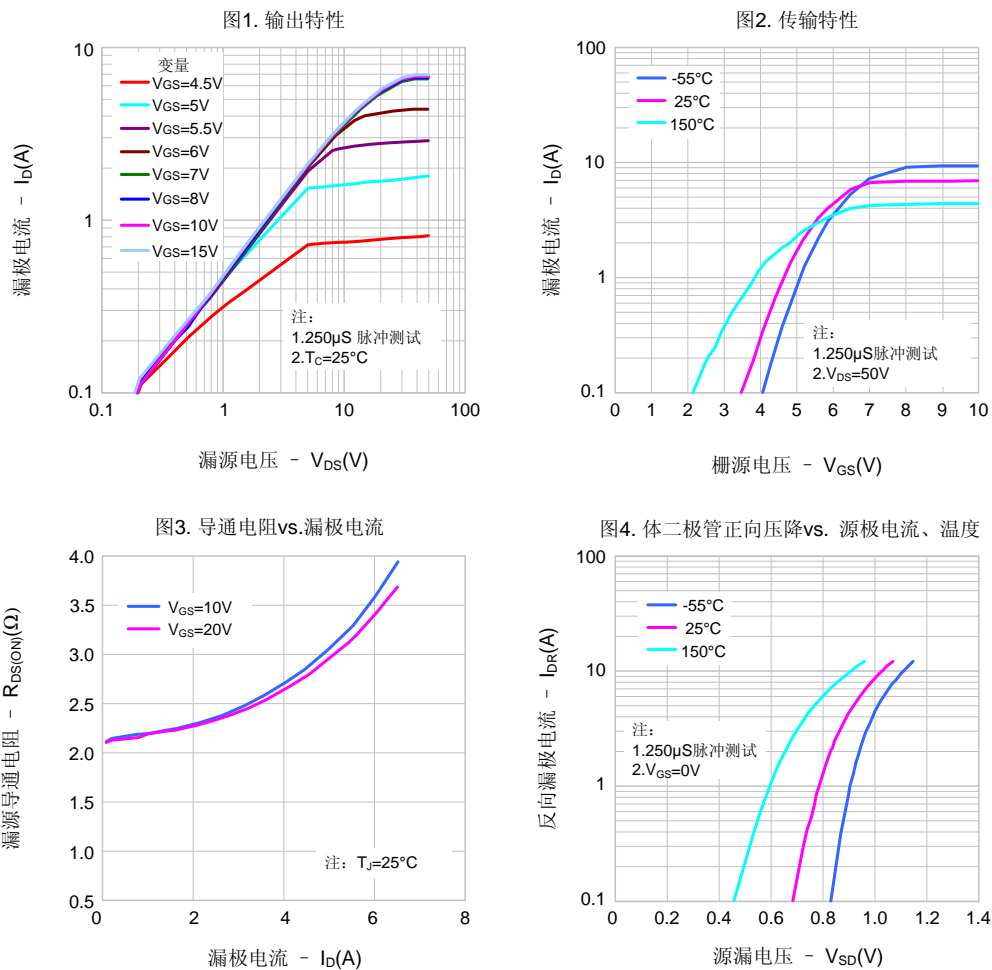 图1. 输出特性
漏极电流 - ID(A)
10
1
0.1
变量
VGS=4.5V
VGS=5V
VGS=5.5V
VGS=6V
VGS=7V
VGS=8V
VGS=10V
VGS=15V
注：
1.250µS 脉冲测试
2.TC=25°C
0.1
1
10
100
漏源电压 - VDS(V)
图2. 传输特性
漏极电流 - ID(A)
100
10
1
0.1
-55°C
25°C
150°C
注：
1.250µS脉冲测试
2.VDS=50V
0 1 2 3 4 5 6 7 8 9 10
栅源电压 - VGS(V)
图3. 导通电阻vs.漏极电流
漏源导通电阻 - RDS(ON)(Ω)
4.0
3.5
3.0
2.5
2.0
1.5
1.0
0.5
VGS=10V
VGS=20V
注：TJ=25°C
0 2 4 6 8
漏极电流 - ID(A)
图4. 体二极管正向压降vs. 源极电流、温度
反向漏极电流 - IDR(A)
100
10
1
0.1
-55°C
25°C
150°C
注：
1.250µS脉冲测试
2.VGS=0V
0 0.2 0.4 0.6 0.8 1.0 1.2 1.4
源漏电压 - VSD(V)